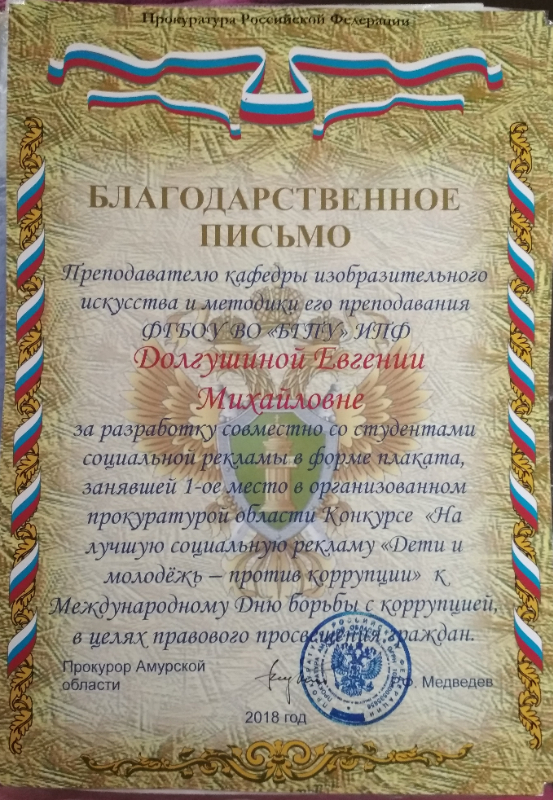 Прокуратура Российской Федерации
БЛАГОДАРСТВЕННОЕ
ПИСЬМО
Преподавателю кафедры изобразительного
искусства и методики его преподавания
ФГБОУ ВО «БГПУ» ИПФ
Долгушиной Евгении
Михайловне
за разработку совместно со студентами
социальной рекламы в форме плаката,
занявшей 1-ое место в организованном
прокуратурой области Конкурсе «На
лучшую социальную рекламу «Дети и
молодёжь – против коррупции» к
Международному Дню борьбы с коррупцией,
в целях правового просвещения граждан.
Прокурор Амурской
области
Ф. Медведев
2018 год